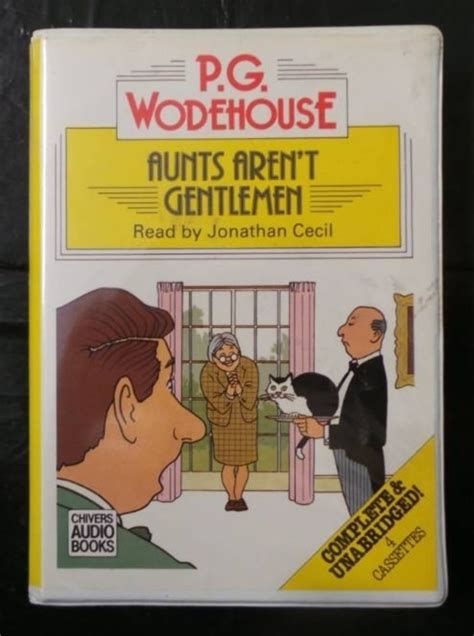 P.G.
WODEHOUSE
AUNTS AREN'T
GENTLEMEN
Read by Jonathan Cecil
COMPLETE &
UNABRIDGED!
4
CASSETTES
CHIVERS
AUDIO
BOOKS